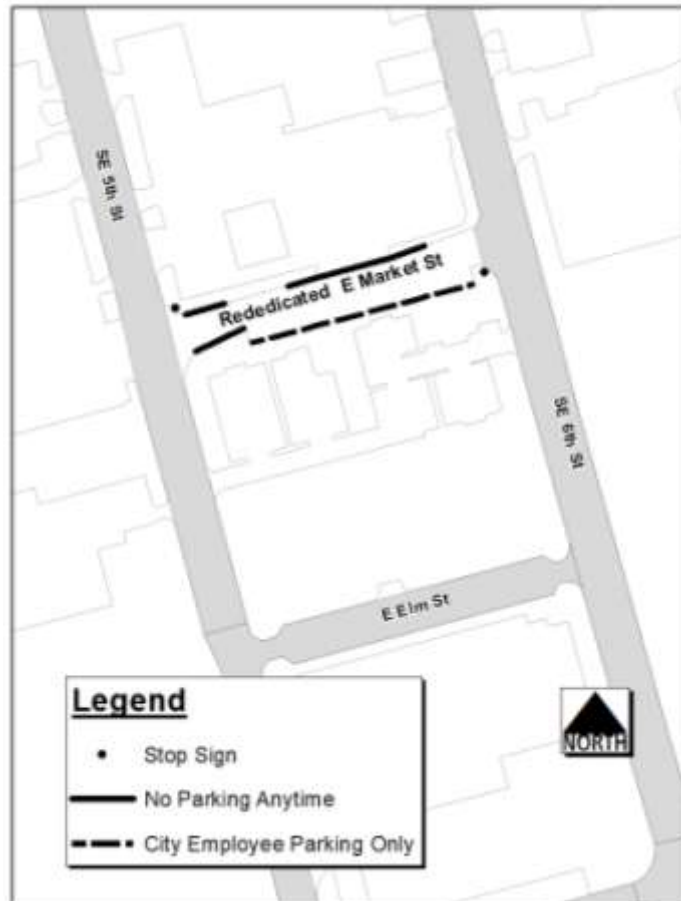 SE 5th St
Rededicated E Market St
SE 6th St
E Elm St
Legend
Stop Sign
No Parking Anytime
City Employee Parking Only
NORTH